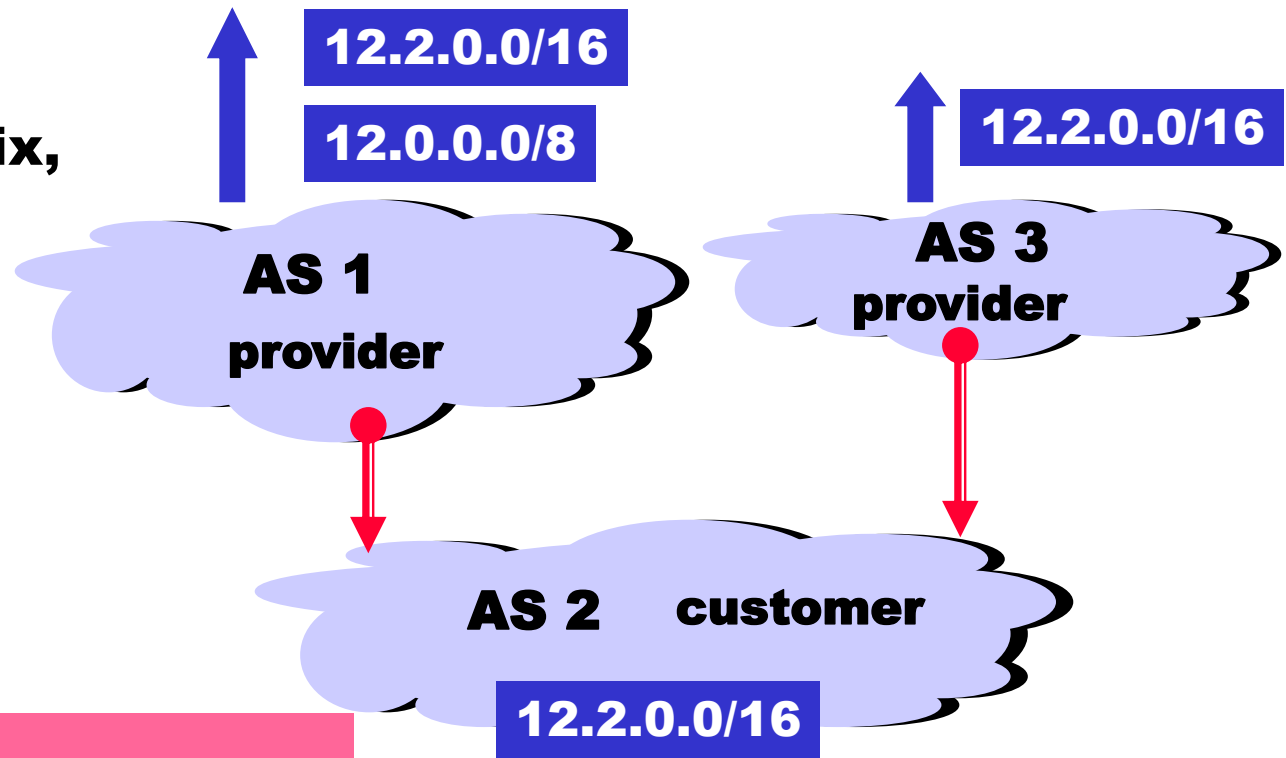 12.2.0.0/16
12.0.0.0/8
12.2.0.0/16
ix,
AS 1
provider
AS 3
provider
AS 2 customer
12.2.0.0/16